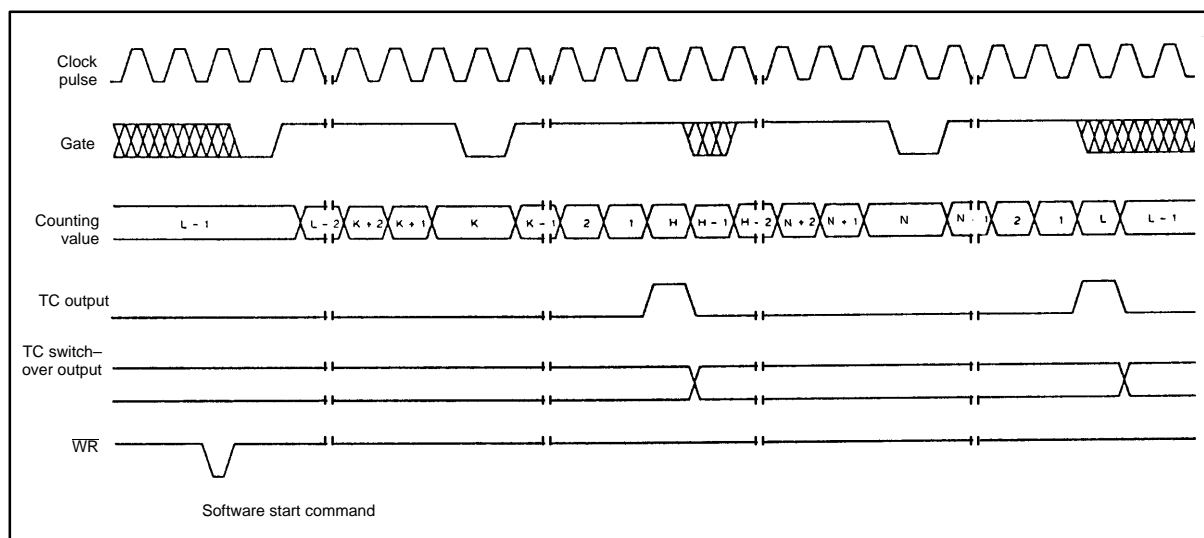 Clock
pulse
Gate
Counting
value
L - 1 L - 2 K + 2 K + 1 K K - 1 2 1 H H - 1 H - 2 N + 2 N + 1 N N - 1 2 1 L L - 1
TC output
TC switch–
over output
WR
Software start command